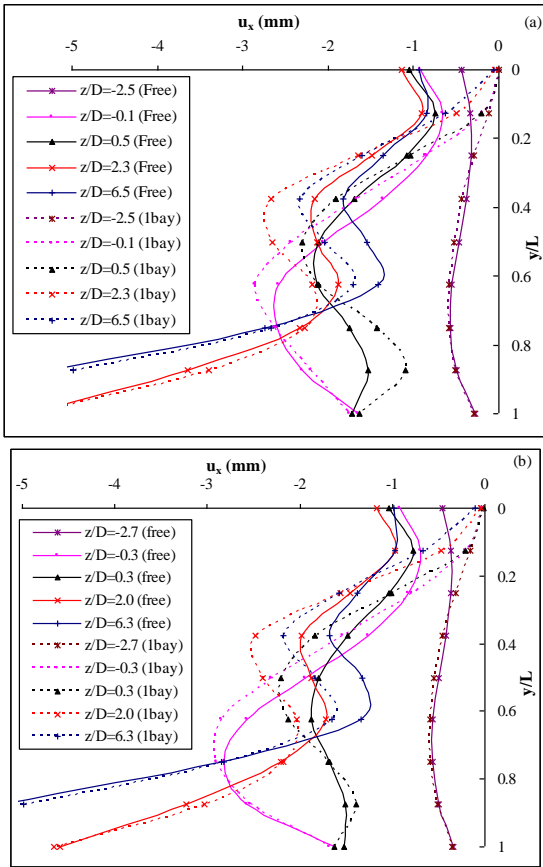 uₓ (mm)
(a)
-5 -4 -3 -2 -1 0
0
0.2
0.4
0.6
0.8
1
y/L
z/D=-2.5 (Free)
z/D=-0.1 (Free)
z/D=0.5 (Free)
z/D=2.3 (Free)
z/D=6.5 (Free)
z/D=-2.5 (1bay)
z/D=-0.1 (1bay)
z/D=0.5 (1bay)
z/D=2.3 (1bay)
z/D=6.5 (1bay)
uₓ (mm)
(b)
-5 -4 -3 -2 -1 0
0
0.2
0.4
0.6
0.8
1
y/L
z/D=-2.7 (free)
z/D=-0.3 (free)
z/D=0.3 (free)
z/D=2.0 (free)
z/D=6.3 (free)
z/D=-2.7 (1bay)
z/D=-0.3 (1bay)
z/D=0.3 (1bay)
z/D=2.0 (1bay)
z/D=6.3 (1bay)